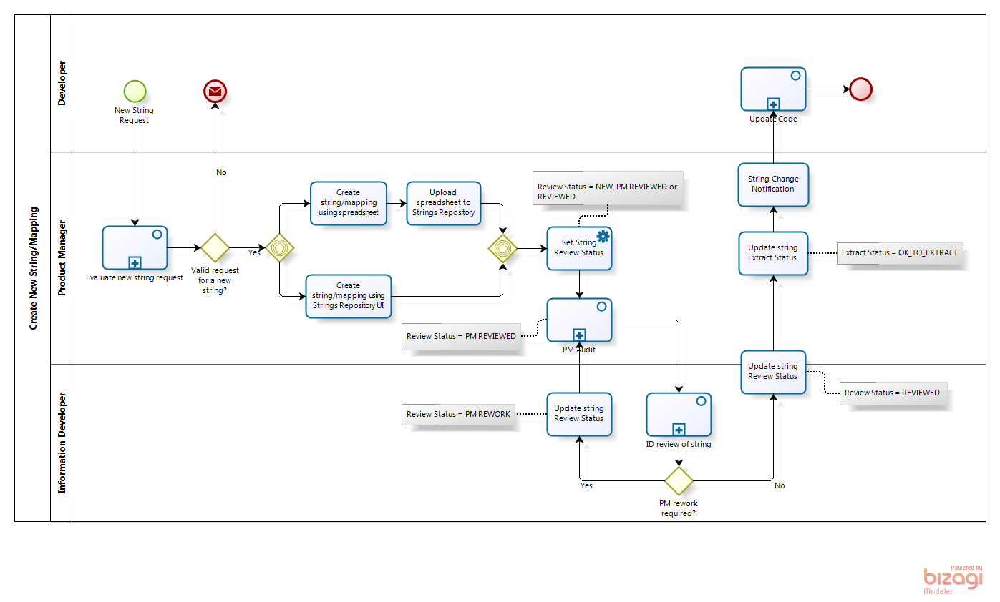 Create New String/Mapping
Developer
New String
Request
Update Code
Product Manager
No
Evaluate new string request
Valid request
for a new
string?
Yes
Create
string/mapping
using spreadsheet
Upload
spreadsheet to
Strings Repository
Create
string/mapping using
Strings Repository UI
Review Status = NEW, PM REVIEWED or
REVIEWED
Set String
Review Status
Review Status = PM REVIEWED
PM Audit
String Change
Notification
Update string
Extract Status
Extract Status = OK_TO_EXTRACT
Update string
Review Status
Review Status = REVIEWED
Information Developer
Review Status = PM REWORK
Update string
Review Status
ID review of string
Yes
No
PM rework
required?
Powered by
bizagi
Modeler